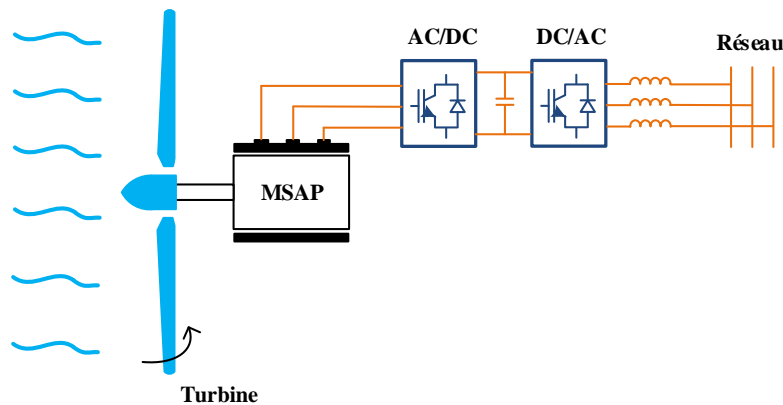 AC/DC
DC/AC
Réseau
MSAP
Turbine